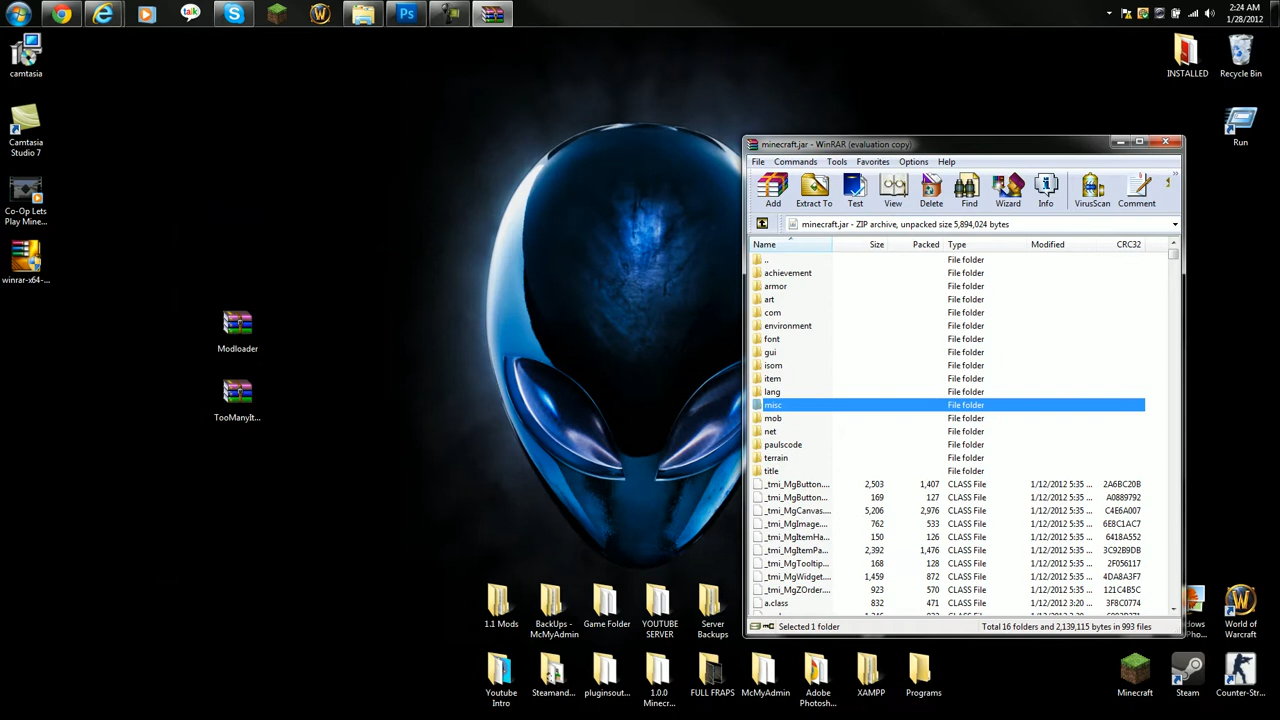 talk
2:24 AM
1/28/2012
camtasia
Camtasia
Studio 7
Co-Op Lets
Play Mine...
winrar-x64-...
Modloader
TooManyIt...
INSTALLED
Recycle Bin
Run
minecraft.jar - WinRAR (evaluation copy)
File Commands Tools Favorites Options Help
Add Extract To Test View Delete Find Wizard Info VirusScan Comment
minecraft.jar - ZIP archive, unpacked size 5,894,024 bytes
Name Size Packed Type Modified CRC32
.. File folder
achievement File folder
armor File folder
art File folder
com File folder
environment File folder
font File folder
gui File folder
isom File folder
item File folder
lang File folder
misc File folder
mob File folder
net File folder
paulscode File folder
terrain File folder
title File folder
_tmi_MgButton.... 2,503 1,407 CLASS File 1/12/2012 5:35 ... 2A6BC20B
_tmi_MgButton... 169 127 CLASS File 1/12/2012 5:35 ... A0889792
_tmi_MgCanvas.... 5,206 2,976 CLASS File 1/12/2012 5:35 ... C4E6A007
_tmi_MgImage.... 762 533 CLASS File 1/12/2012 5:35 ... 6E8C1AC7
_tmi_MgItemHa... 150 126 CLASS File 1/12/2012 5:35 ... 6418A552
_tmi_MgItemPa... 2,392 1,476 CLASS File 1/12/2012 5:35 ... 3C92B9DB
_tmi_MgTooltip... 168 128 CLASS File 1/12/2012 5:35 ... 2F056117
_tmi_MgWidget.... 1,459 872 CLASS File 1/12/2012 5:35 ... 4DA8A3F7
_tmi_MgZOrder.... 923 570 CLASS File 1/12/2012 5:35 ... 121C4B5C
a.class 832 471 CLASS File 1/12/2012 3:20 ... 3F8C0774
Selected 1 folder Total 16 folders and 2,139,115 bytes in 993 files
1.1 Mods
BackUps -
McMyAdmin
Game Folder
YOUTUBE
SERVER
Server
Backups
World of
Warcraft
Youtube
Intro
Steamand...
pluginsout...
1.0.0
Minecr...
FULL FRAPS
McMyAdmin
Adobe
Photosh...
XAMPP
Programs
Minecraft
Steam
Counter-Str...